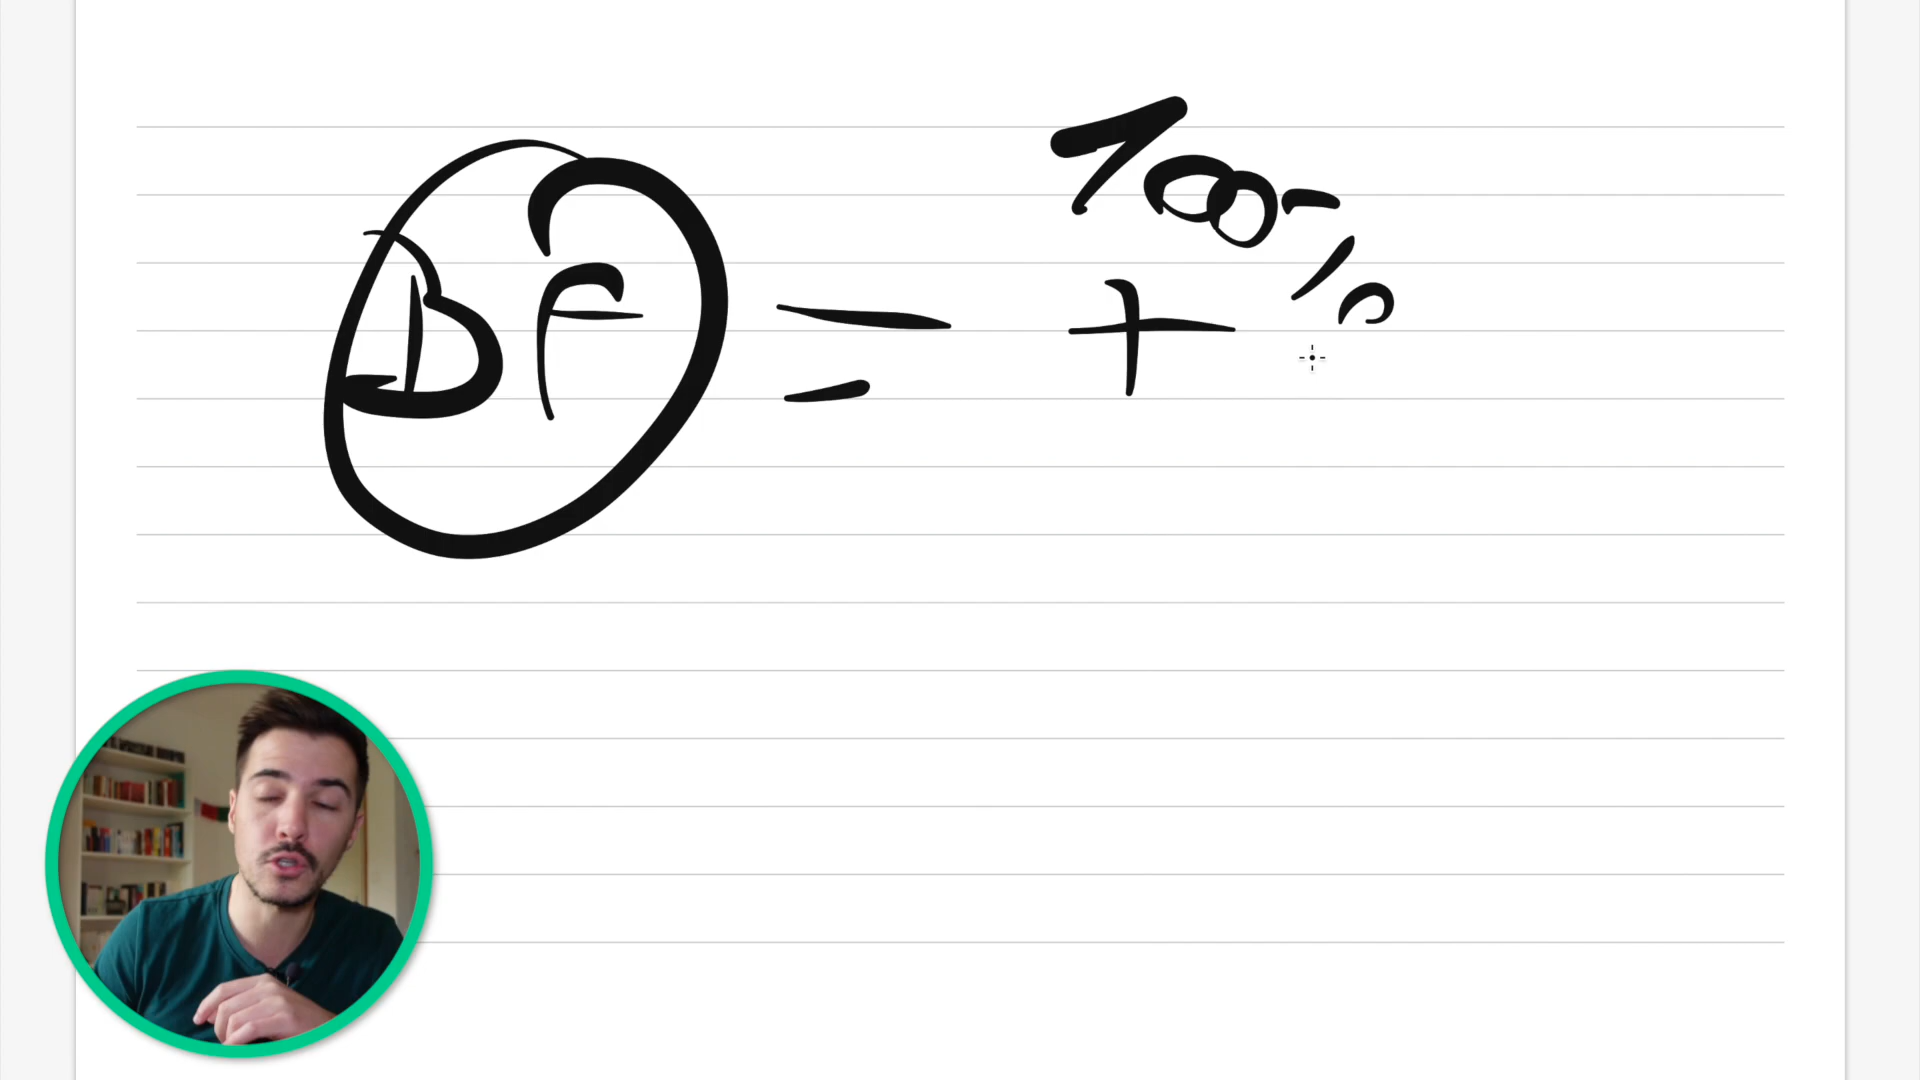 100%
BF = +